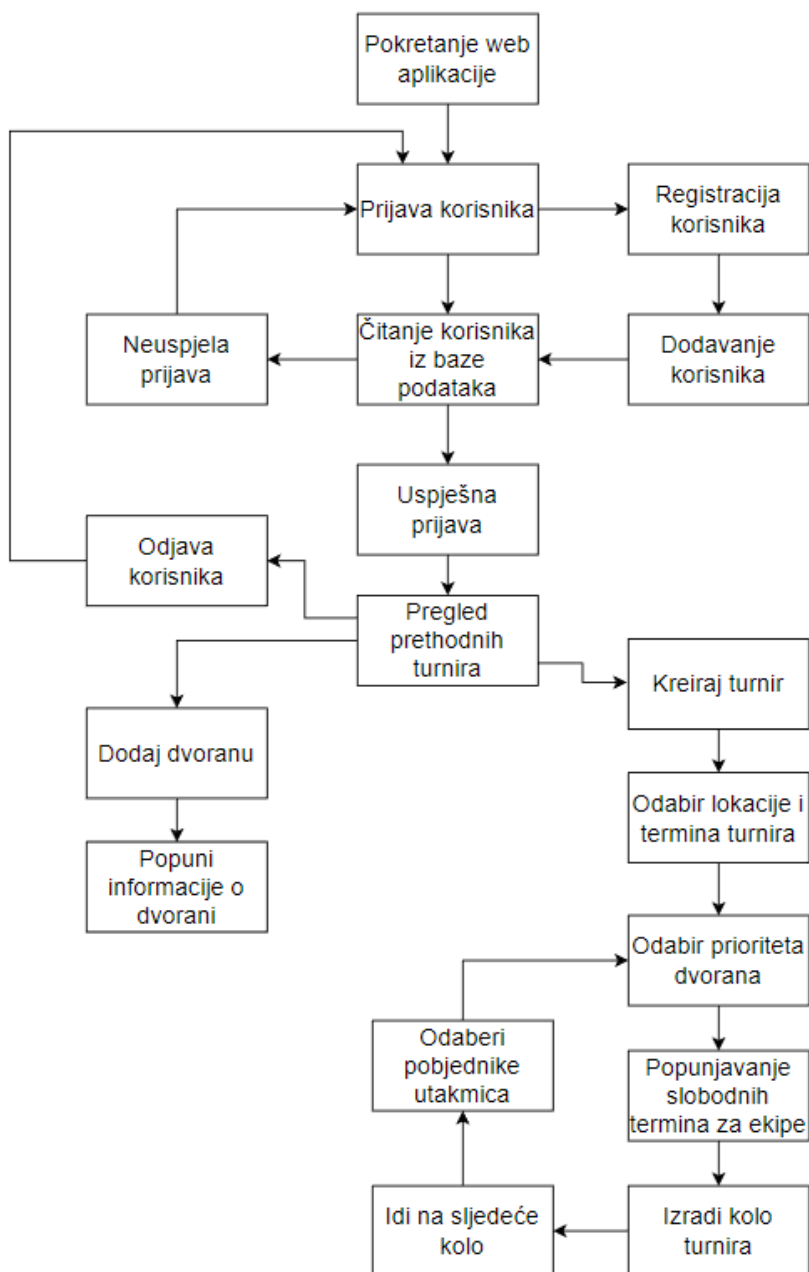 Pokretanje web
aplikacije
Prijava korisnika
Registracija
korisnika
Neuspjela
prijava
Čitanje korisnika
iz baze
podataka
Dodavanje
korisnika
Uspješna
prijava
Odjava
korisnika
Pregled
prethodnih
turnira
Kreiraj turnir
Dodaj dvoranu
Odabir lokacije i
termina turnira
Popuni
informacije o
dvorani
Odabir prioriteta
dvorana
Odaberi
pobjednike
utakmica
Popunjavanje
slobodnih
termina za ekipe
Idi na sljedeće
kolo
Izradi kolo
turnira